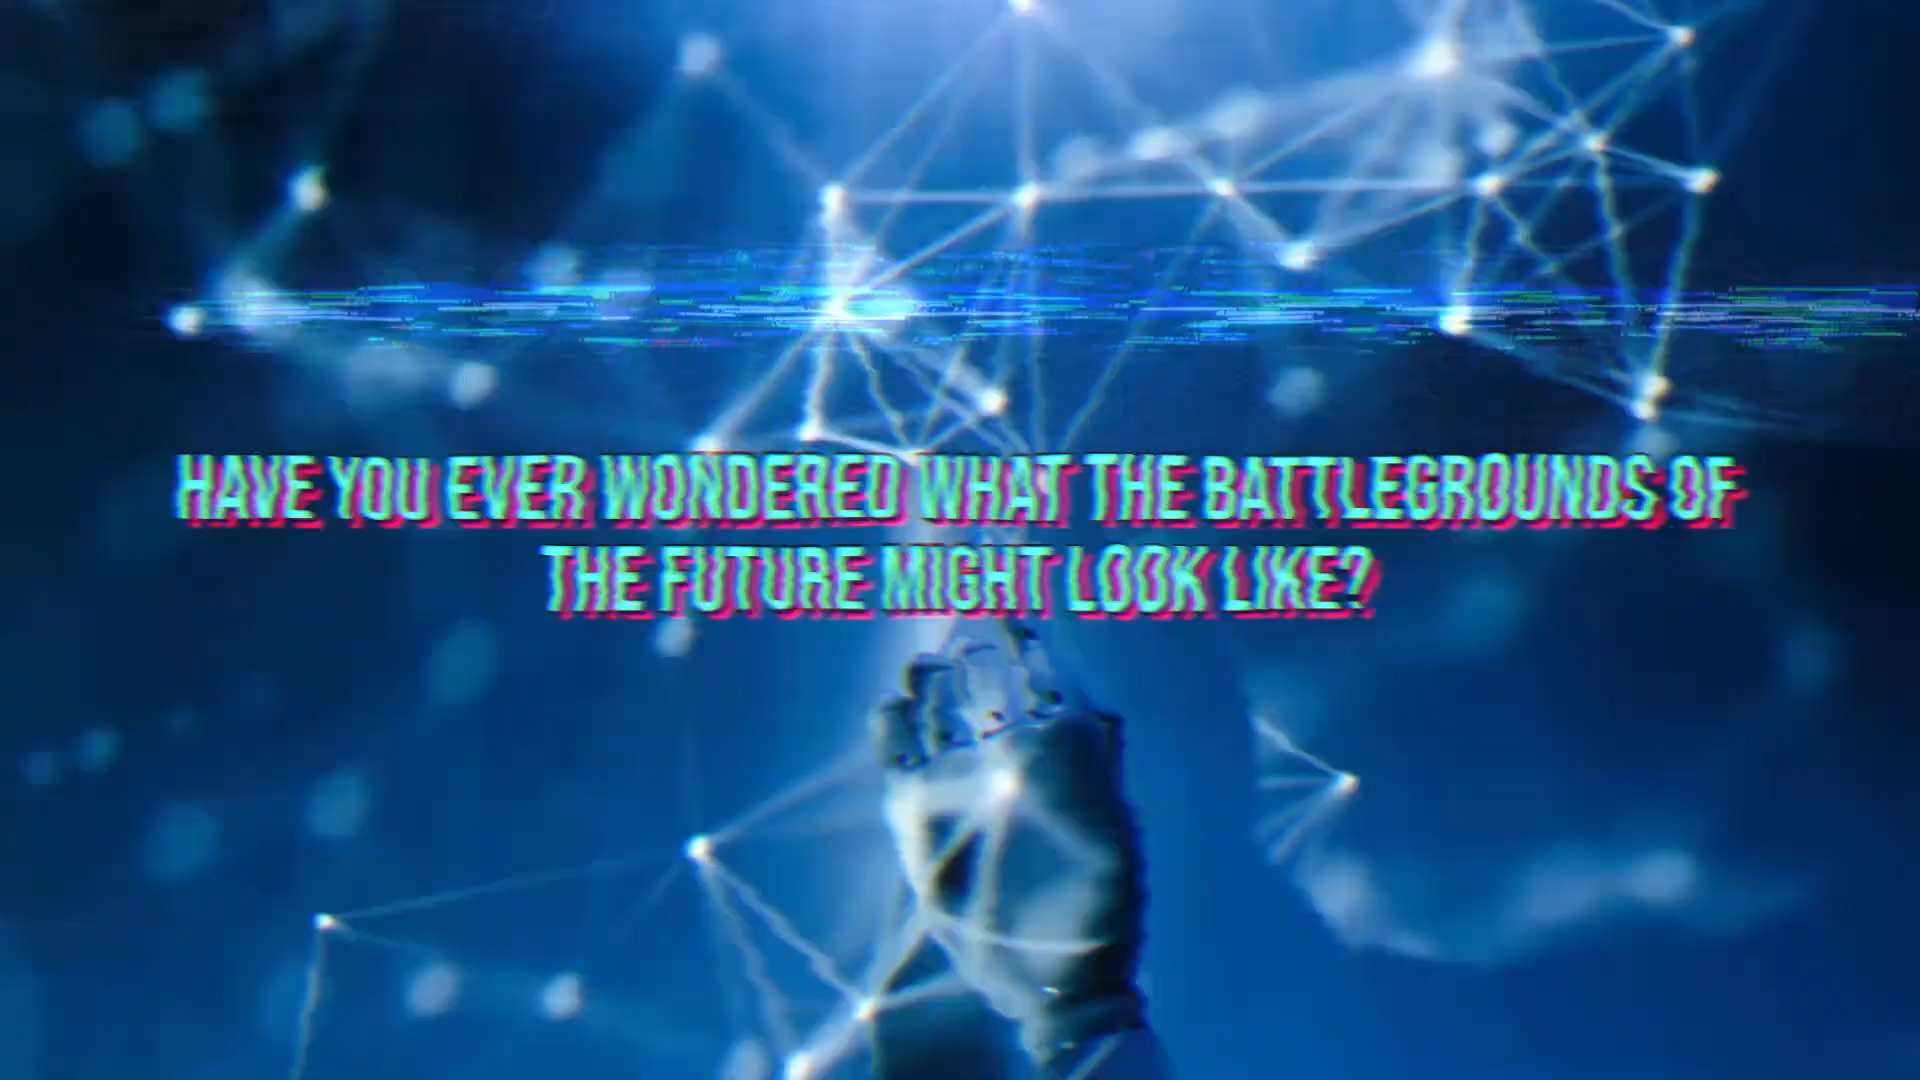 HAVE YOU EVER WONDERED WHAT THE BATTLEGROUNDS OF
THE FUTURE MIGHT LOOK LIKE?